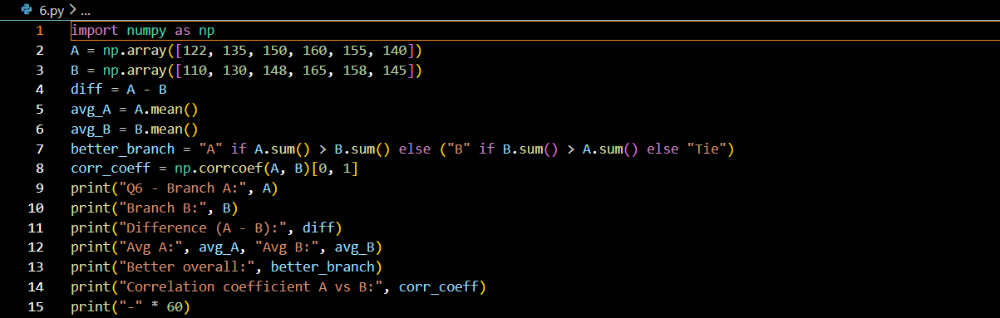 6.py > ...
1 import numpy as np
2 A = np.array([122, 135, 150, 160, 155, 140])
3 B = np.array([110, 130, 148, 165, 158, 145])
4 diff = A - B
5 avg_A = A.mean()
6 avg_B = B.mean()
7 better_branch = "A" if A.sum() > B.sum() else ("B" if B.sum() > A.sum() else "Tie")
8 corr_coeff = np.corrcoef(A, B)[0, 1]
9 print("Q6 - Branch A:", A)
10 print("Branch B:", B)
11 print("Difference (A - B):", diff)
12 print("Avg A:", avg_A, "Avg B:", avg_B)
13 print("Better overall:", better_branch)
14 print("Correlation coefficient A vs B:", corr_coeff)
15 print("-" * 60)